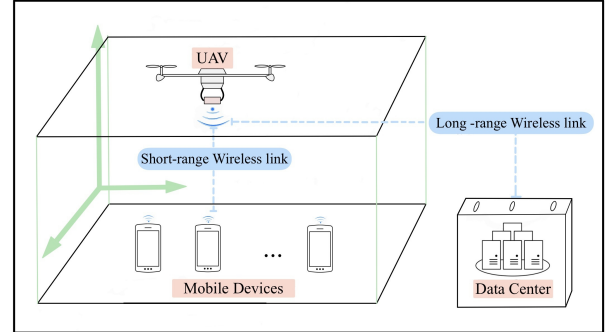 UAV
Long -range Wireless link
Short-range Wireless link
...
Mobile Devices
Data Center